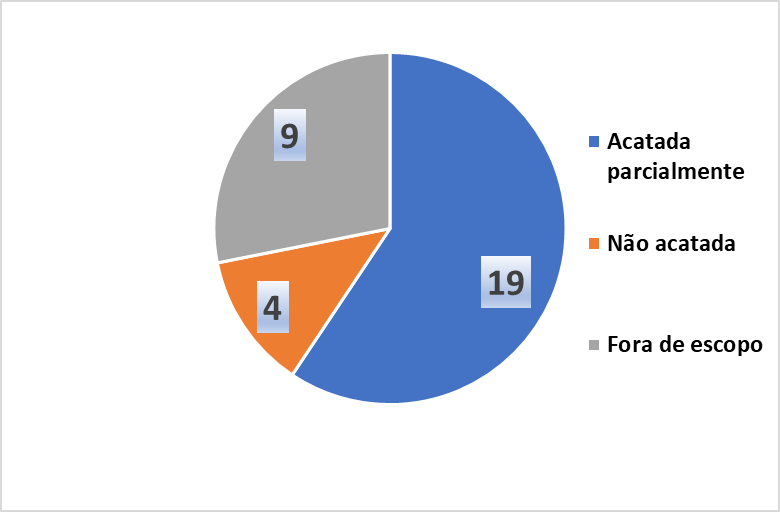 9
4
19
Acatada
parcialmente
Não acatada
Fora de escopo